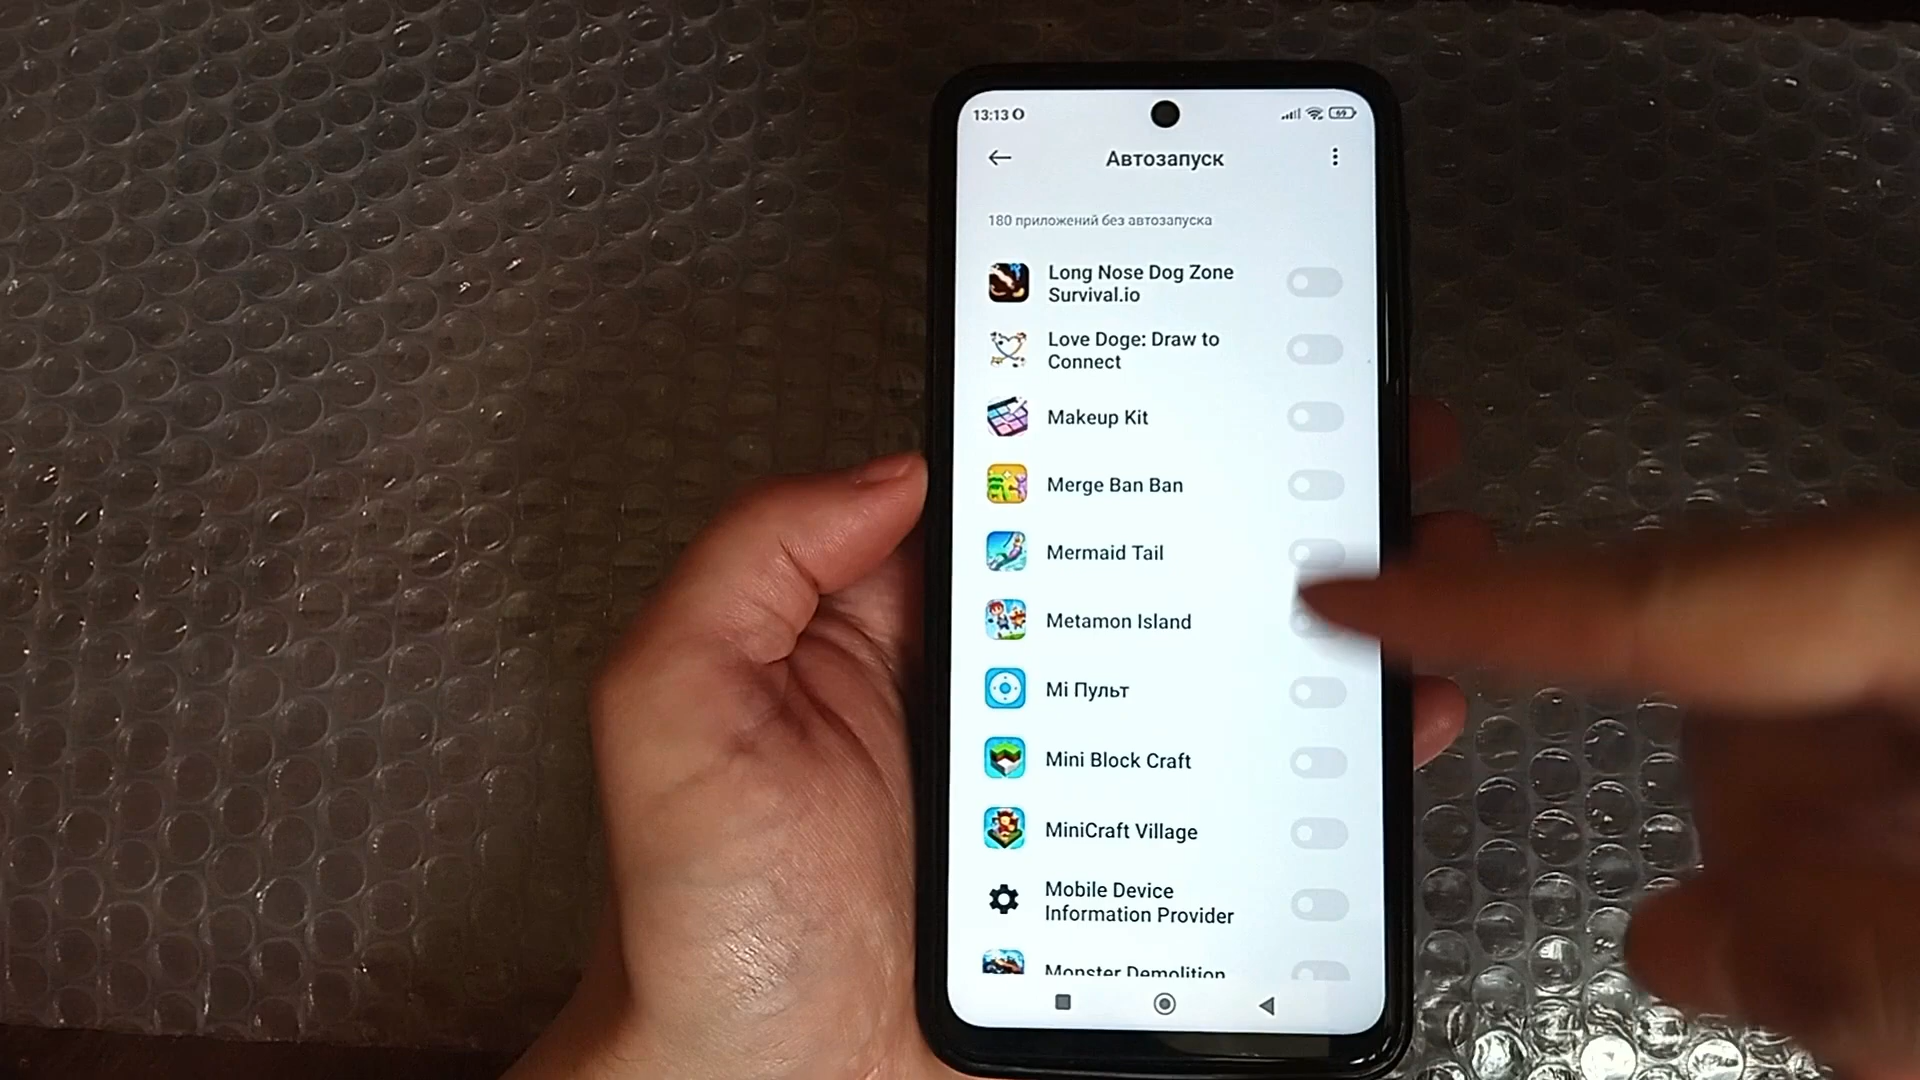 13:13
69
Автозапуск
180 приложений без автозапуска
Long Nose Dog Zone
Survival.io
Love Doge: Draw to
Connect
Makeup Kit
Merge Ban Ban
Mermaid Tail
Metamon Island
Mi Пульт
Mini Block Craft
MiniCraft Village
Mobile Device
Information Provider
Monster Demolition